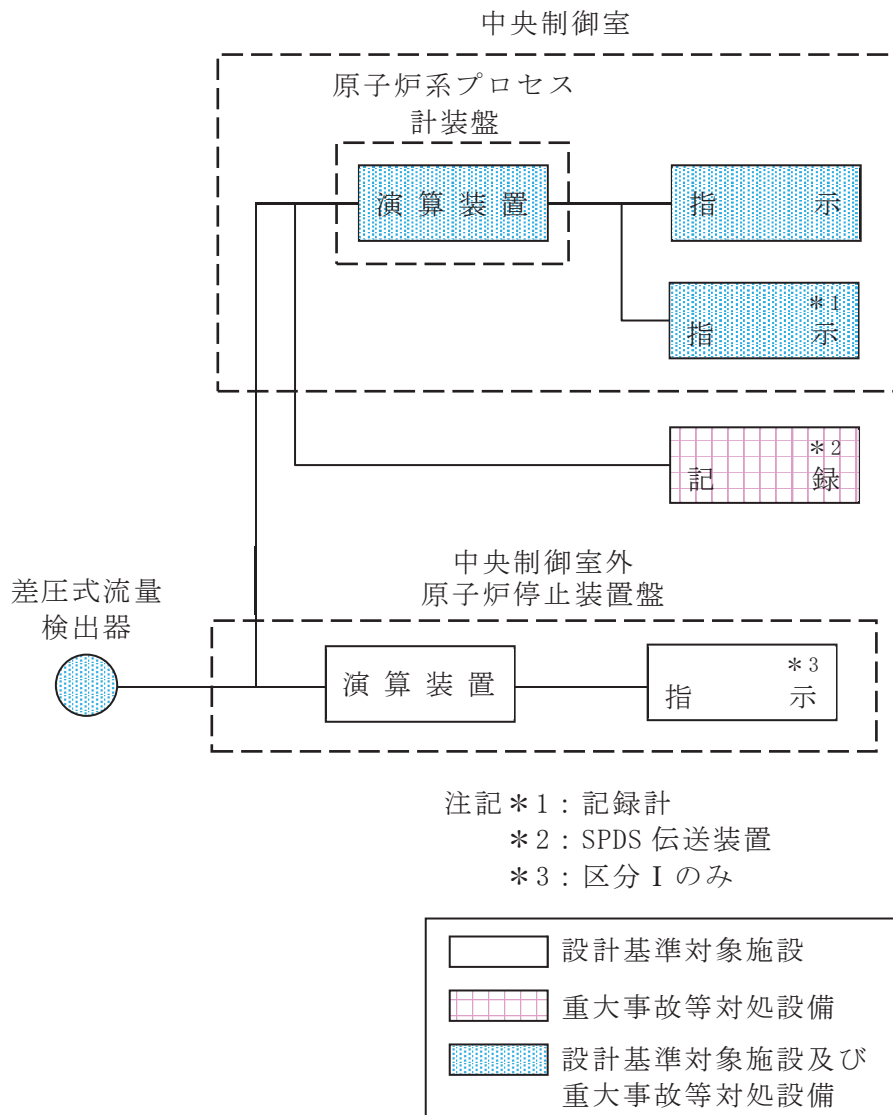 中央制御室
原子炉系プロセス
計装盤
演算装置
指示
指示 *1
記録 *2
中央制御室外
原子炉停止装置盤
差圧式流量
検出器
演算装置
指示 *3
注記*1:記録計
*2:SPDS 伝送装置
*3:区分Ⅰのみ
設計基準対象施設
重大事故等対処設備
設計基準対象施設及び
重大事故等対処設備